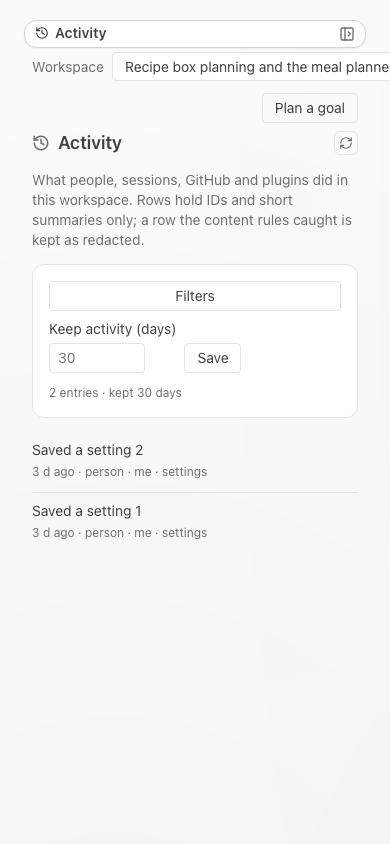 Activity
Workspace
Recipe box planning and the meal planne
Plan a goal
Activity
What people, sessions, GitHub and plugins did in
this workspace. Rows hold IDs and short
summaries only; a row the content rules caught is
kept as redacted.
Filters
Keep activity (days)
30
Save
2 entries · kept 30 days
Saved a setting 2
3 d ago · person · me · settings
Saved a setting 1
3 d ago · person · me · settings